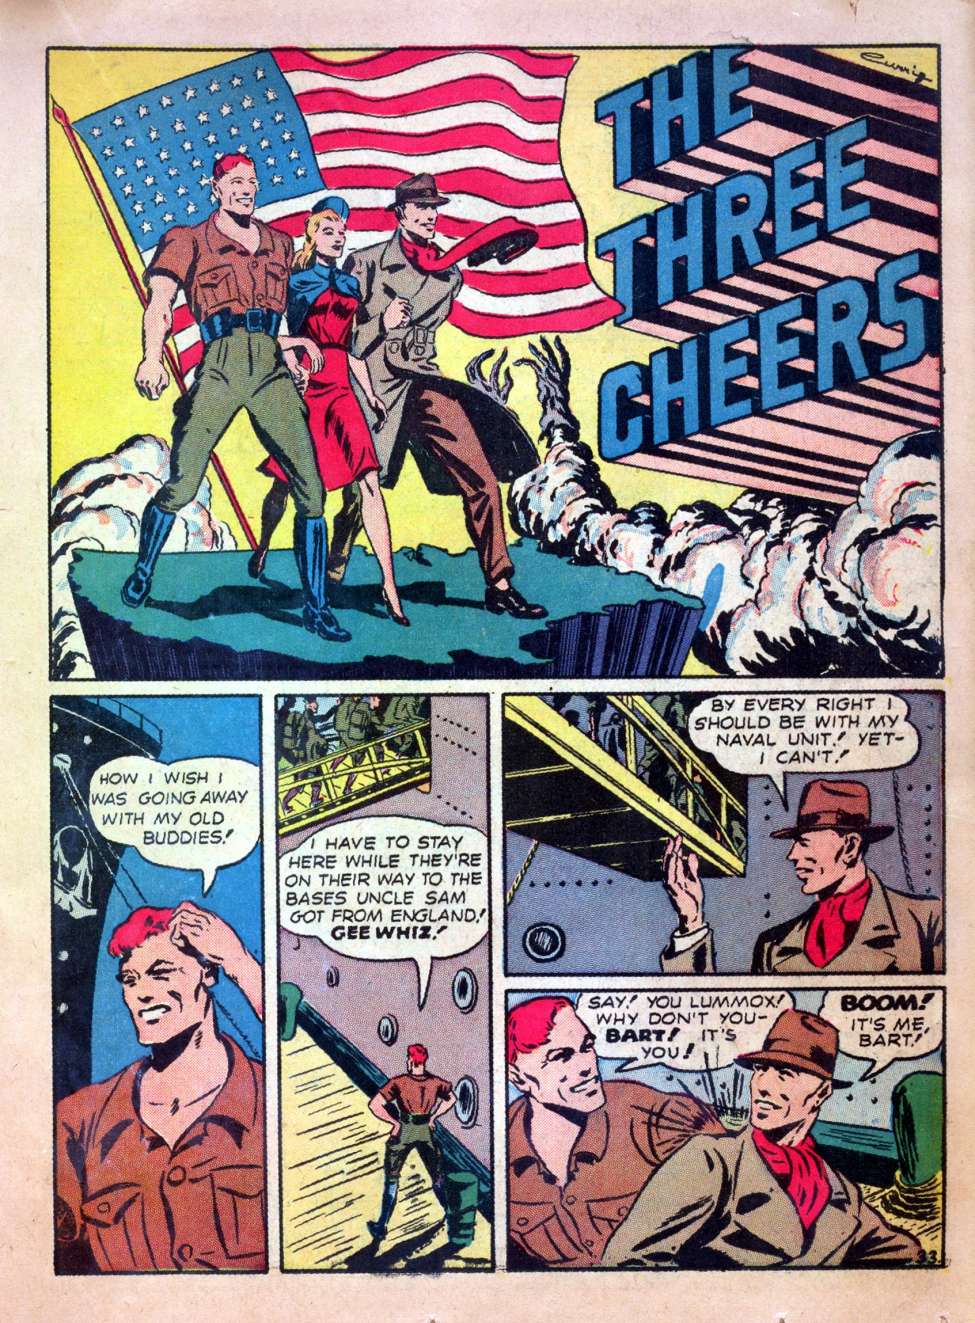 Currie
THE
THREE
CHEERS
HOW I WISH I
WAS GOING AWAY
WITH MY OLD
BUDDIES!
I HAVE TO STAY
HERE WHILE THEY'RE
ON THEIR WAY TO THE
BASES UNCLE SAM
GOT FROM ENGLAND!
GEE WHIZ!
BY EVERY RIGHT I
SHOULD BE WITH MY
NAVAL UNIT! YET-
I CAN'T!
SAY! YOU LUMMOX!
WHY DON'T YOU-
BART! IT'S
YOU!
BOOM!
IT'S ME,
BART!
33